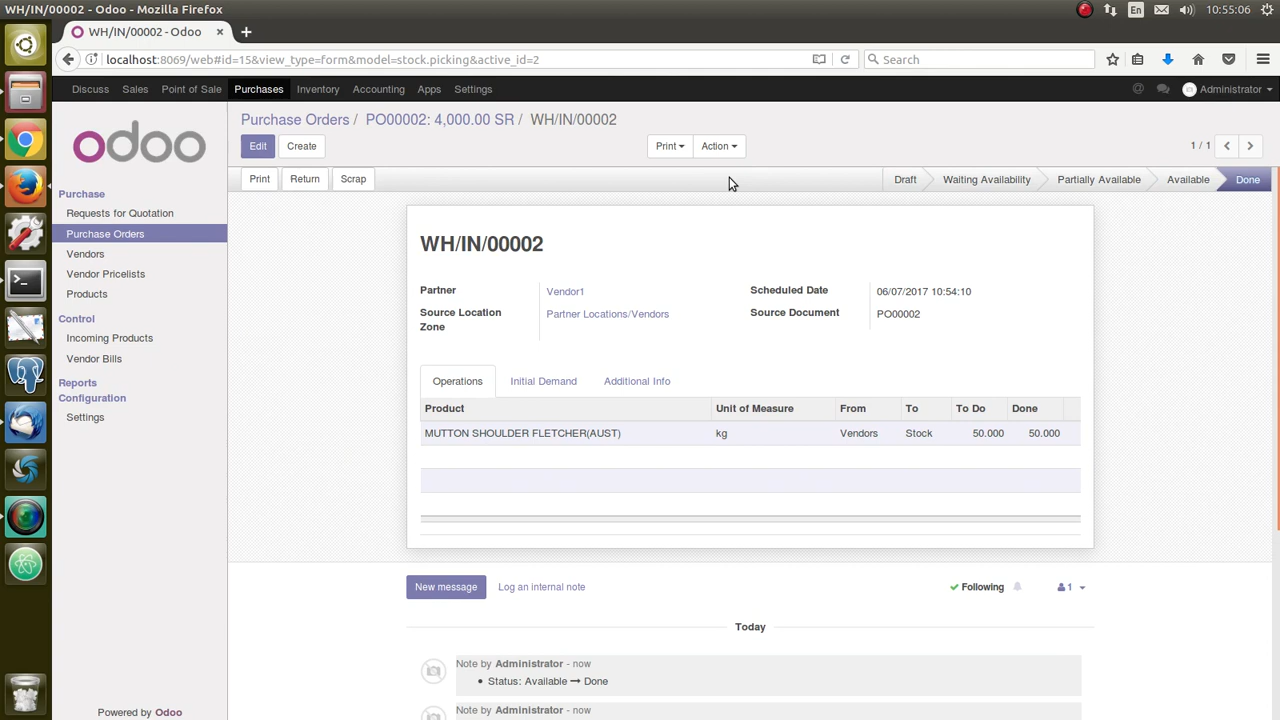 WH/IN/00002 - Odoo - Mozilla Firefox
En
10:55:06
WH/IN/00002 - Odoo
localhost:8069/web#id=15&view_type=form&model=stock.picking&active_id=2
Search
Discuss Sales Point of Sale Purchases Inventory Accounting Apps Settings
@ Administrator
odoo
Purchase Orders / PO00002: 4,000.00 SR / WH/IN/00002
Edit Create
Print Action
1 / 1
Print Return Scrap
Draft Waiting Availability Partially Available Available Done
Purchase
Requests for Quotation
Purchase Orders
Vendors
Vendor Pricelists
Products
Control
Incoming Products
Vendor Bills
Reports
Configuration
Settings
Powered by Odoo
WH/IN/00002
Partner Vendor1
Source Location Zone Partner Locations/Vendors
Scheduled Date 06/07/2017 10:54:10
Source Document PO00002
Operations Initial Demand Additional Info
Product Unit of Measure From To To Do Done
MUTTON SHOULDER FLETCHER(AUST) kg Vendors Stock 50.000 50.000
New message Log an internal note
Following
1
Today
Note by Administrator - now
• Status: Available → Done
Note by Administrator - now